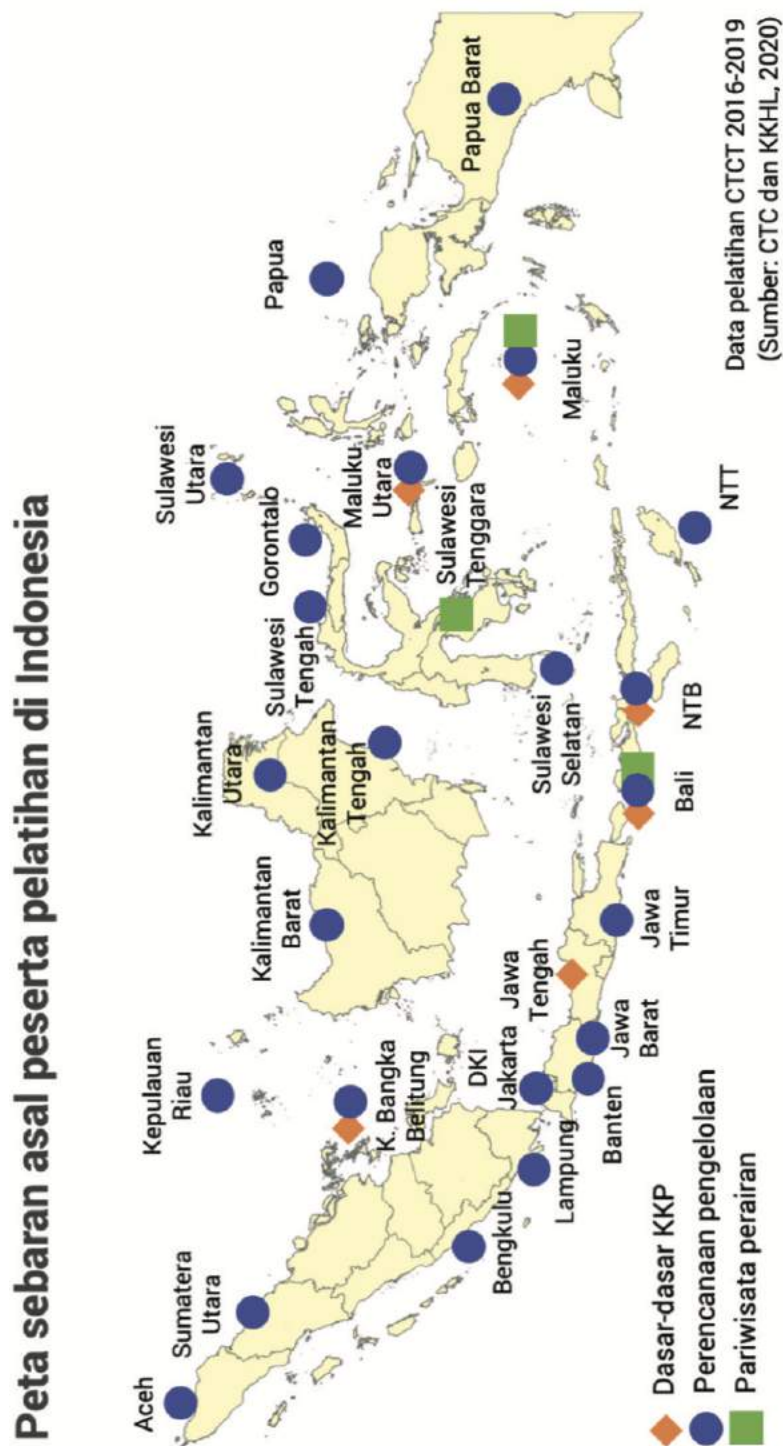 Peta sebaran asal peserta pelatihan di Indonesia
Aceh
Sumatera
Utara
Kepulauan
Riau
K. Bangka
Belitung
Bengkulu
Lampung
DKI
Jakarta
Banten
Jawa
Barat
Jawa
Tengah
Jawa
Timur
Kalimantan
Barat
Kalimantan
Utara
Kalimantan
Tengah
Sulawesi
Tengah
Gorontalo
Sulawesi
Utara
Sulawesi
Tenggara
Sulawesi
Selatan
Bali
NTB
NTT
Maluku
Utara
Maluku
Papua
Papua Barat
Dasar-dasar KKP
Perencanaan pengelolaan
Pariwisata perairan
Data pelatihan CTCT 2016-2019
(Sumber: CTC dan KKHL, 2020)